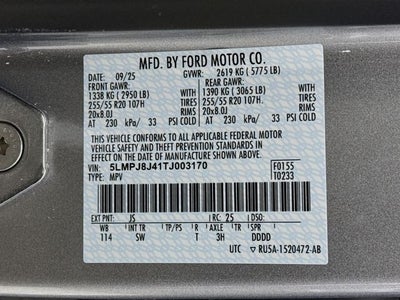 MFD. BY FORD MOTOR CO.
DATE: 09/25 GVWR: 2619 KG (5775 LB)
FRONT GAWR: REAR GAWR:
1338 KG (2950 LB) WITH 1390 KG (3065 LB) WITH
255/55 R20 107H TIRES 255/55 R20 107H. TIRES
20x8.0J RIMS 20x8.0J RIMS
AT 230 kPa/ 33 PSI COLD AT 230 kPa/ 33 PSI COLD
THIS VEHICLE CONFORMS TO ALL APPLICABLE FEDERAL MOTOR
VEHICLE SAFETY AND THEFT PREVENTION STANDARDS IN EFFECT
ON THE DATE OF MANUFACTURE SHOWN ABOVE.
VIN: 5LMPJ8J41TJ003170 F0155
TYPE: MPV T0233
EXT PNT: JS RC: 25 DSO:
WB INT TR TP/PS R AXLE TR SPR
114 SW T 3H DDDD
UTC ▽ RU5A-1520472-AB